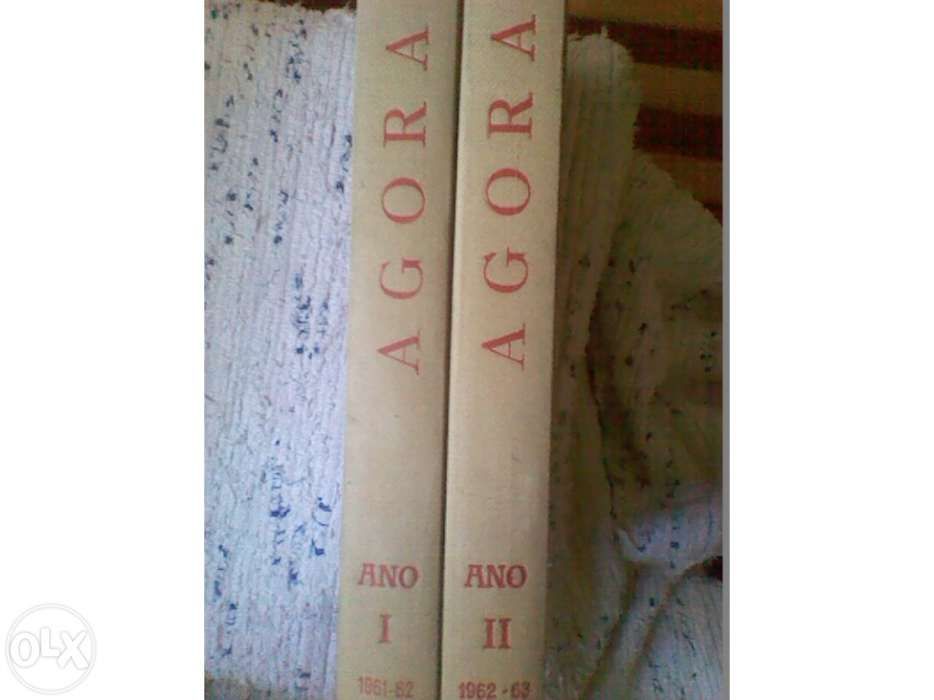 AGORA
ANO
I
1961-62
AGORA
ANO
II
1962-63
OLX